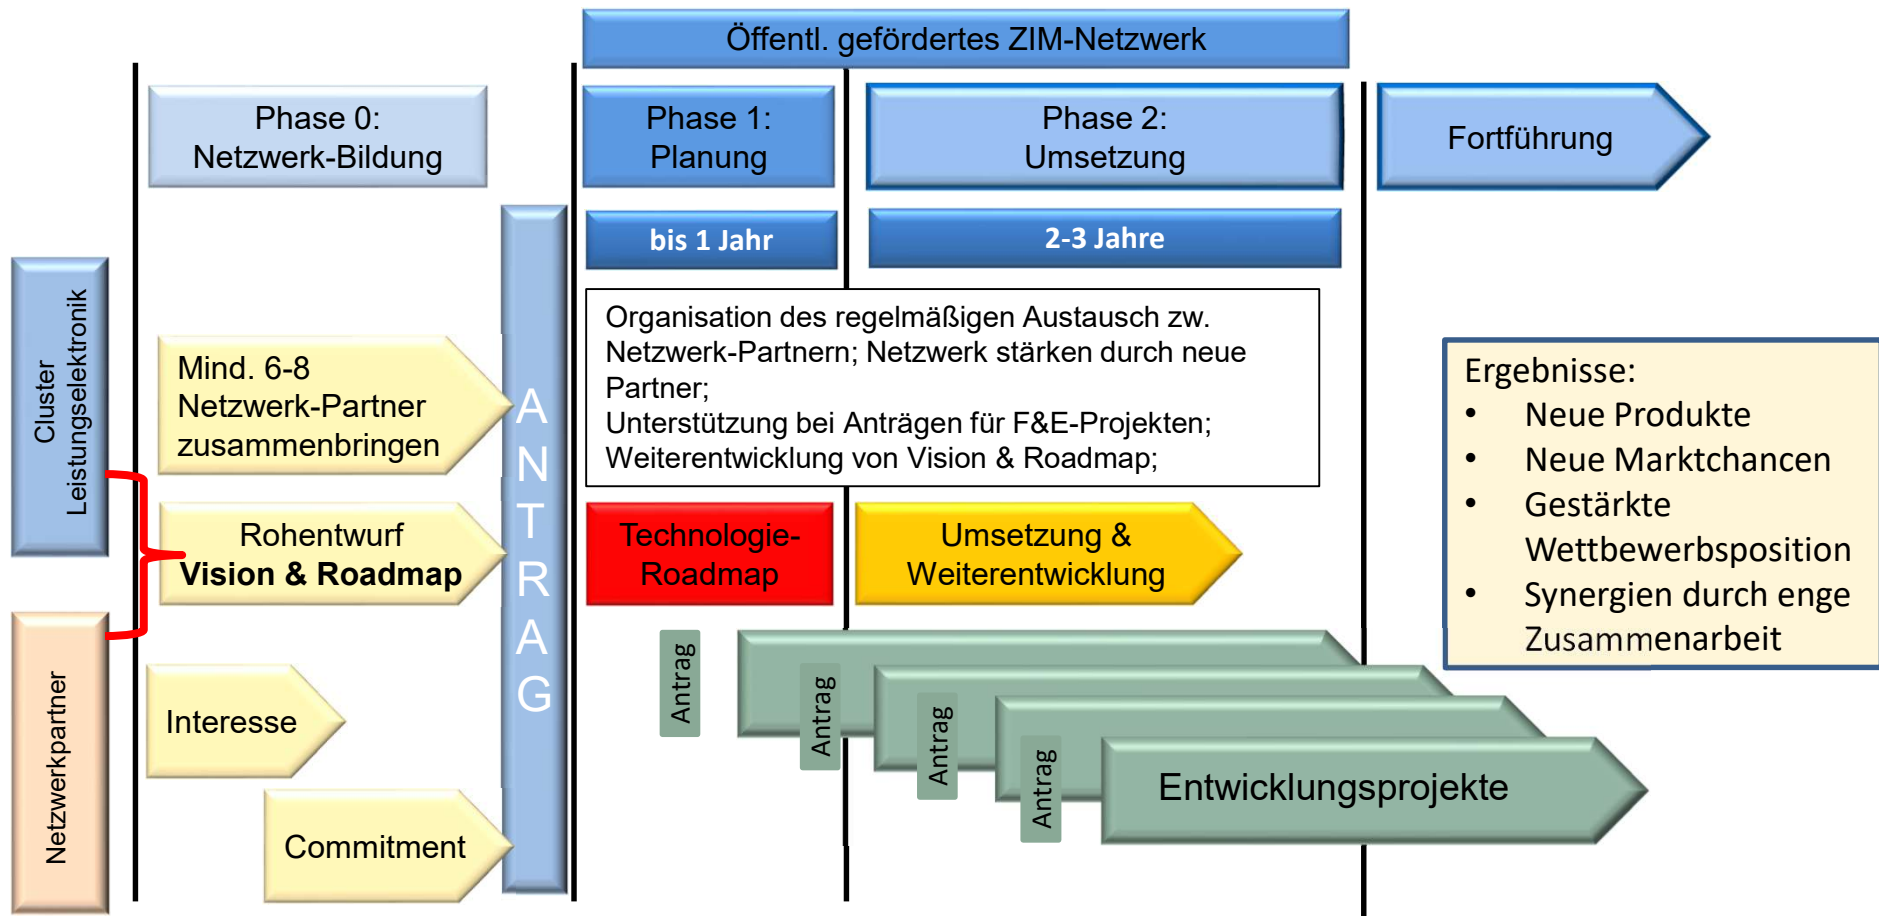 Öffentl. gefördertes ZIM-Netzwerk
Phase 0:
Netzwerk-Bildung
Phase 1:
Planung
Phase 2:
Umsetzung
Fortführung
bis 1 Jahr
2-3 Jahre
Cluster
Leistungselektronik
Netzwerkpartner
Mind. 6-8
Netzwerk-Partner
zusammenbringen
Rohentwurf
Vision & Roadmap
Interesse
Commitment
ANTRAG
Organisation des regelmäßigen Austausch zw.
Netzwerk-Partnern; Netzwerk stärken durch neue
Partner;
Unterstützung bei Anträgen für F&E-Projekten;
Weiterentwicklung von Vision & Roadmap;
Technologie-
Roadmap
Umsetzung &
Weiterentwicklung
Antrag
Antrag
Antrag
Antrag
Entwicklungsprojekte
Ergebnisse:
• Neue Produkte
• Neue Marktchancen
• Gestärkte
Wettbewerbsposition
• Synergien durch enge
Zusammenarbeit